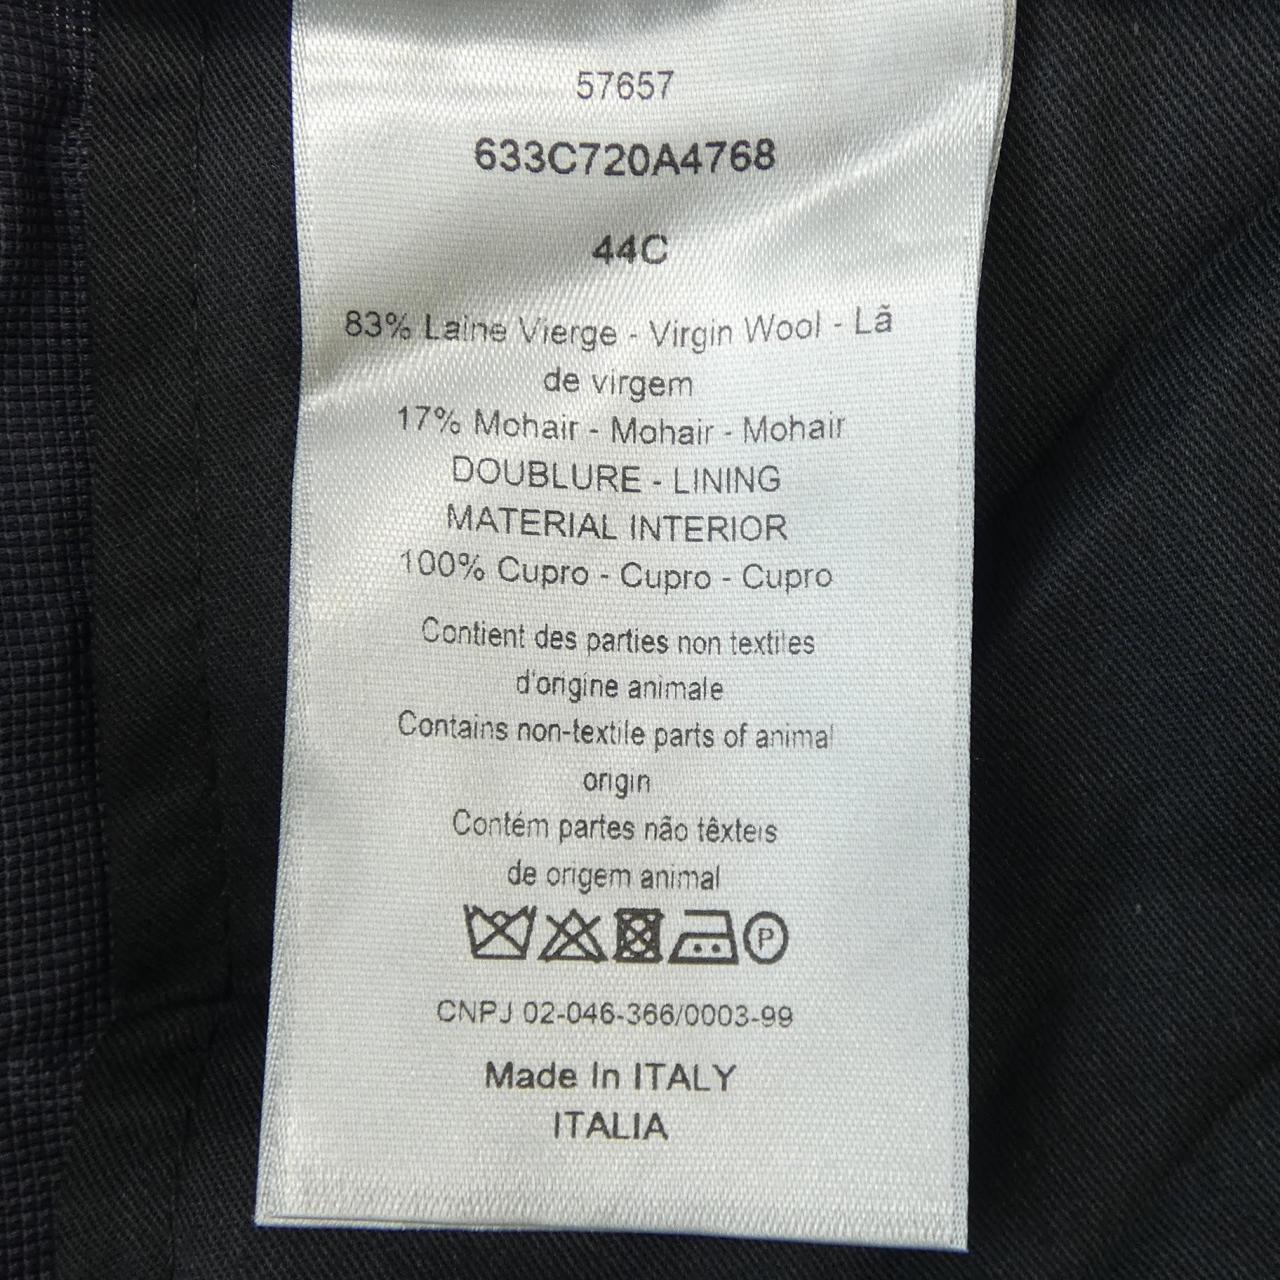 57657
633C720A4768
44C
83% Laine Vierge - Virgin Wool - Lã
de virgem
17% Mohair - Mohair - Mohair
DOUBLURE - LINING
MATERIAL INTERIOR
100% Cupro - Cupro - Cupro
Contient des parties non textiles
d'origine animale
Contains non-textile parts of animal
origin
Contém partes não têxteis
de origem animal
P
CNPJ 02-046-366/0003-99
Made In ITALY
ITALIA